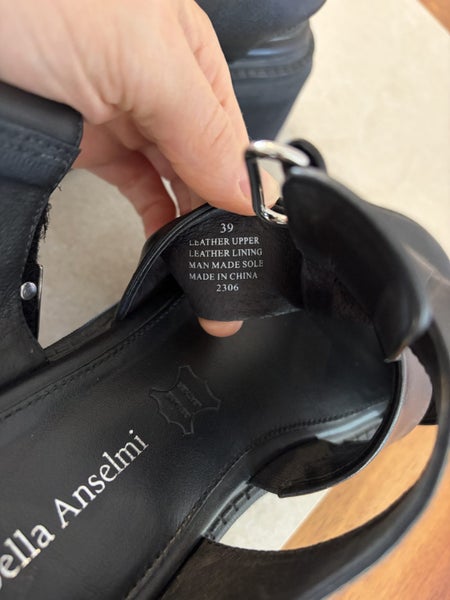 39
LEATHER UPPER
LEATHER LINING
MAN MADE SOLE
MADE IN CHINA
2306
ella Anselmi